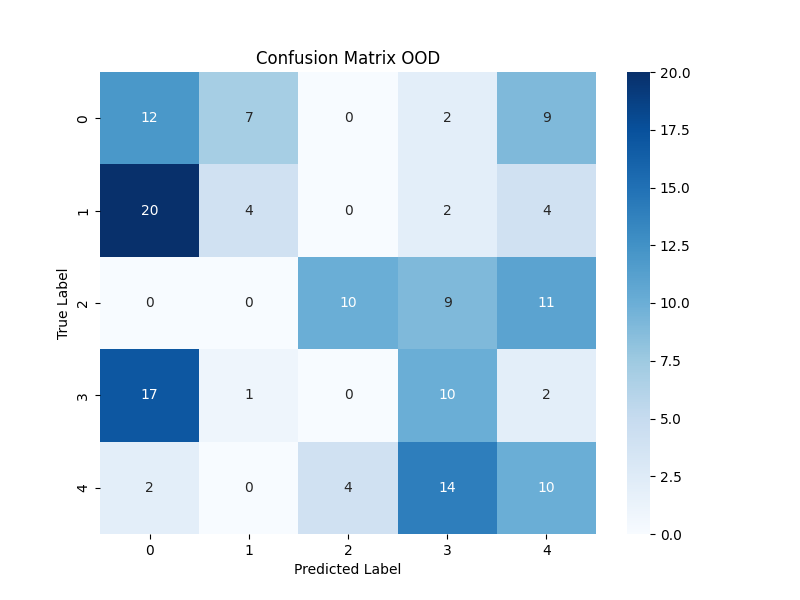 Confusion Matrix OOD
True Label
0 12 7 0 2 9
1 20 4 0 2 4
2 0 0 10 9 11
3 17 1 0 10 2
4 2 0 4 14 10
0 1 2 3 4
Predicted Label
20.0
17.5
15.0
12.5
10.0
7.5
5.0
2.5
0.0